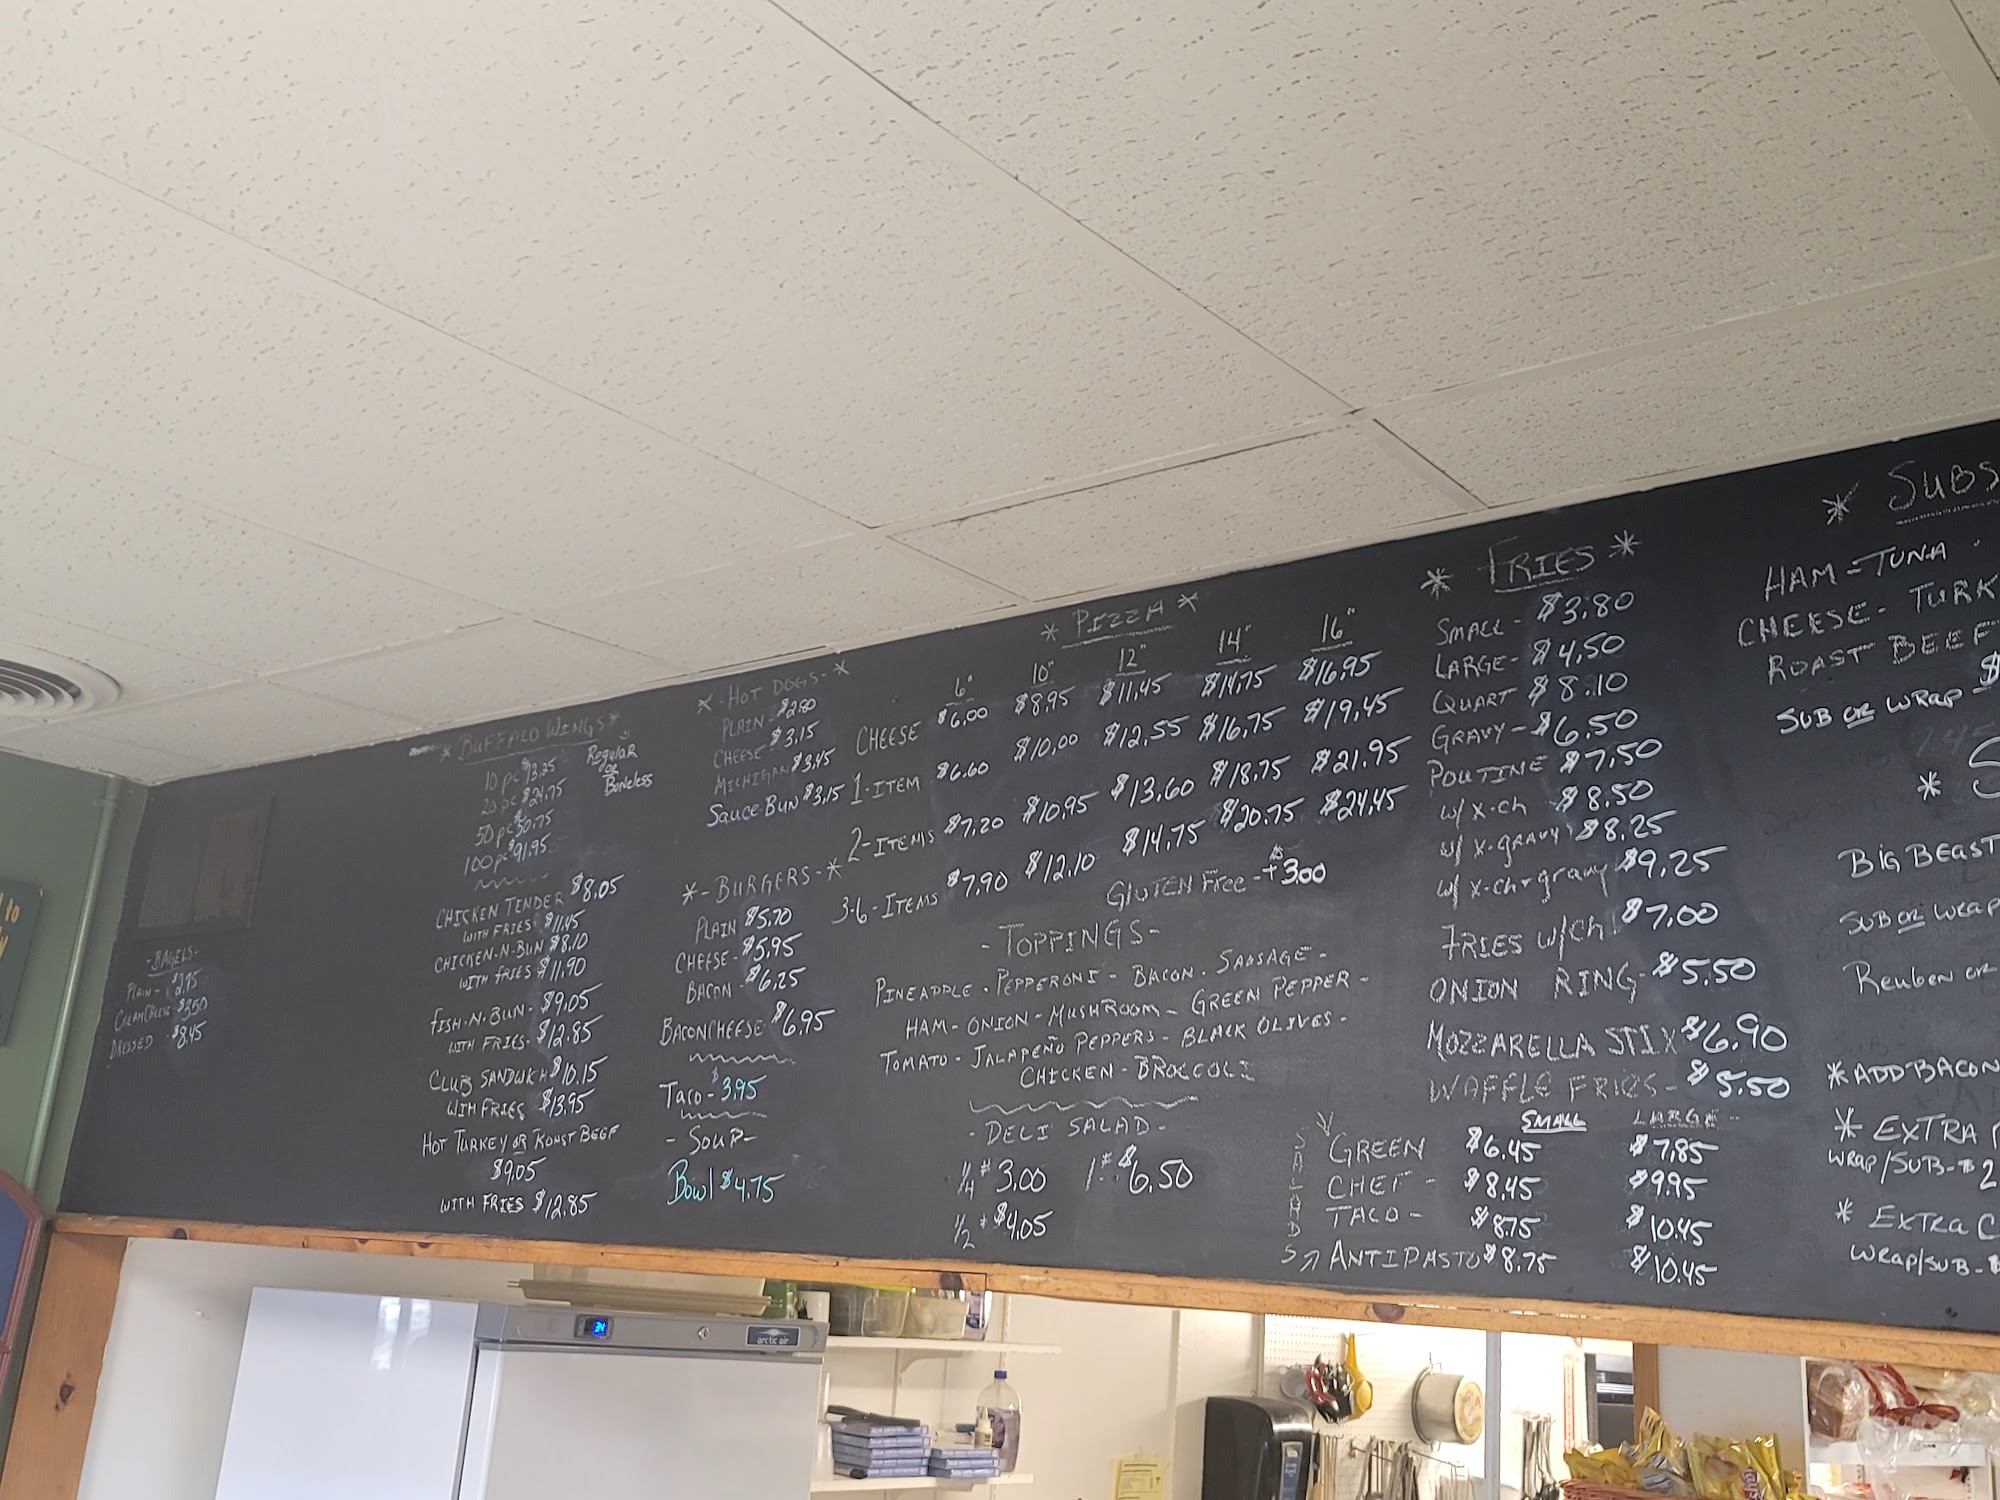 - BAGELS -
PLAIN -
CREAM CHEESE $3.50
DRESSED - $8.45
* BUFFALO WINGS *
10 pc $13.25
20 pc $24.75
50 pc $50.75
100 pc $91.95
Regular
or
Boneless
CHICKEN TENDER $8.05
WITH FRIES $11.45
CHICKEN-N-BUN $8.10
WITH FRIES $11.90
FISH-N-BUN - $9.05
WITH FRIES - $12.85
CLUB SANDWICH $10.15
WITH FRIES $13.95
HOT TURKEY OR ROAST BEEF
$9.05
WITH FRIES $12.85
* - HOT DOGS - *
PLAIN - $2.80
CHEESE $3.15
MICHIGAN $3.45
Sauce-Bun $3.15
* - BURGERS - *
PLAIN $5.70
CHEESE - $5.95
BACON - $6.25
BACONCHEESE $6.95
Taco - $3.95
- SOUP -
Bowl $4.75
* PIZZA *
6" 10" 12" 14" 16"
CHEESE $6.00 $8.95 $11.45 $14.75 $16.95
1-ITEM $6.60 $10.00 $12.55 $16.75 $19.45
2-ITEMS $7.20 $10.95 $13.60 $18.75 $21.95
3-6-ITEMS $7.90 $12.10 $14.75 $20.75 $24.45
Gluten Free - + 3.00
- TOPPINGS -
PINEAPPLE - PEPPERONI - BACON - SAUSAGE -
HAM - ONION - MUSHROOM - GREEN PEPPER -
TOMATO - JALAPEÑO PEPPERS - BLACK OLIVES -
CHICKEN - BROCCOLI
- DELI SALAD -
1/4 # 3.00 1 # $6.50
1/2 # $4.05
* FRIES *
SMALL - $3.80
LARGE - $4.50
QUART $8.10
GRAVY - $6.50
POUTINE $7.50
w/ x-ch $8.50
w/ x-gravy $8.25
w/ x-ch + gravy $9.25
FRIES w/ch $7.00
ONION RING - $5.50
MOZZARELLA STIX $6.90
WAFFLE FRIES - $5.50
SALADS
SMALL LARGE
GREEN $6.45 $7.85
CHEF - $8.45 $9.95
TACO - $8.75 $10.45
ANTIPASTO $8.75 $10.45
* SUBS
HAM - TUNA
CHEESE - TURK
ROAST BEEF
SUB OR WRAP - $
* S
BIG BEAST
SUB OR WRAP
Reuben or
* ADD BACON
* EXTRA
WRAP/SUB - $2
* EXTRA C
WRAP/SUB -
arctic air